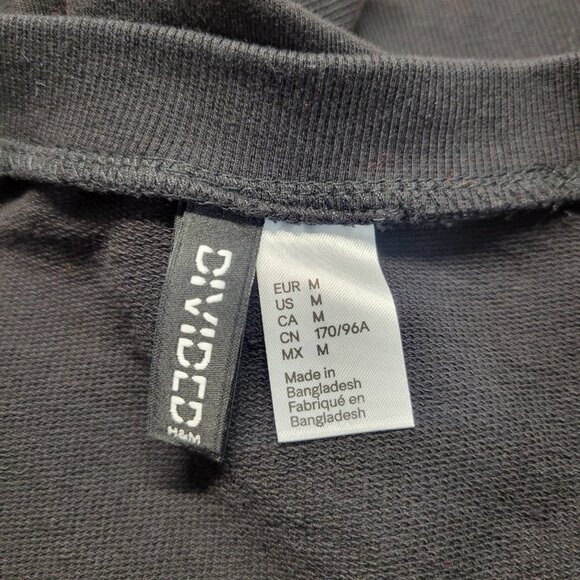 DIVIDED
H&M
EUR M
US M
CA M
CN 170/96A
MX M
Made in
Bangladesh
Fabriqué en
Bangladesh